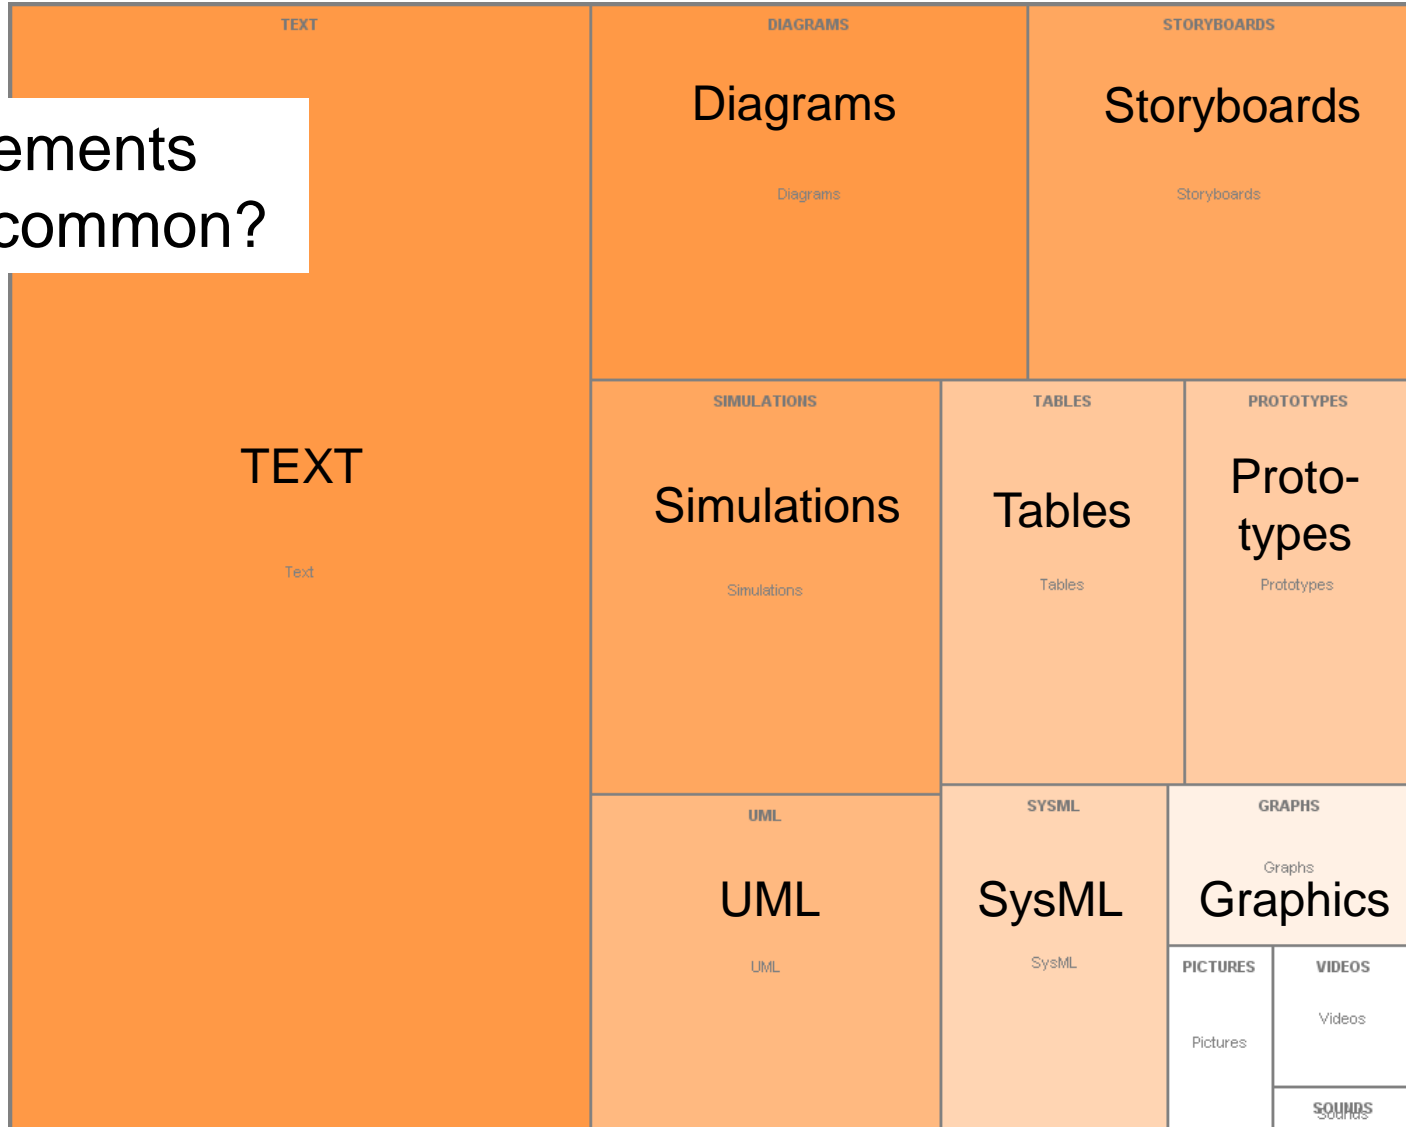 TEXT
ements
common?
TEXT
Text
DIAGRAMS
Diagrams
Diagrams
STORYBOARDS
Storyboards
Storyboards
SIMULATIONS
Simulations
Simulations
TABLES
Tables
Tables
PROTOTYPES
Proto-
types
Prototypes
UML
UML
UML
SYSML
SysML
SysML
GRAPHS
Graphs
Graphics
PICTURES
Pictures
VIDEOS
Videos
SOUNDS
Sounds